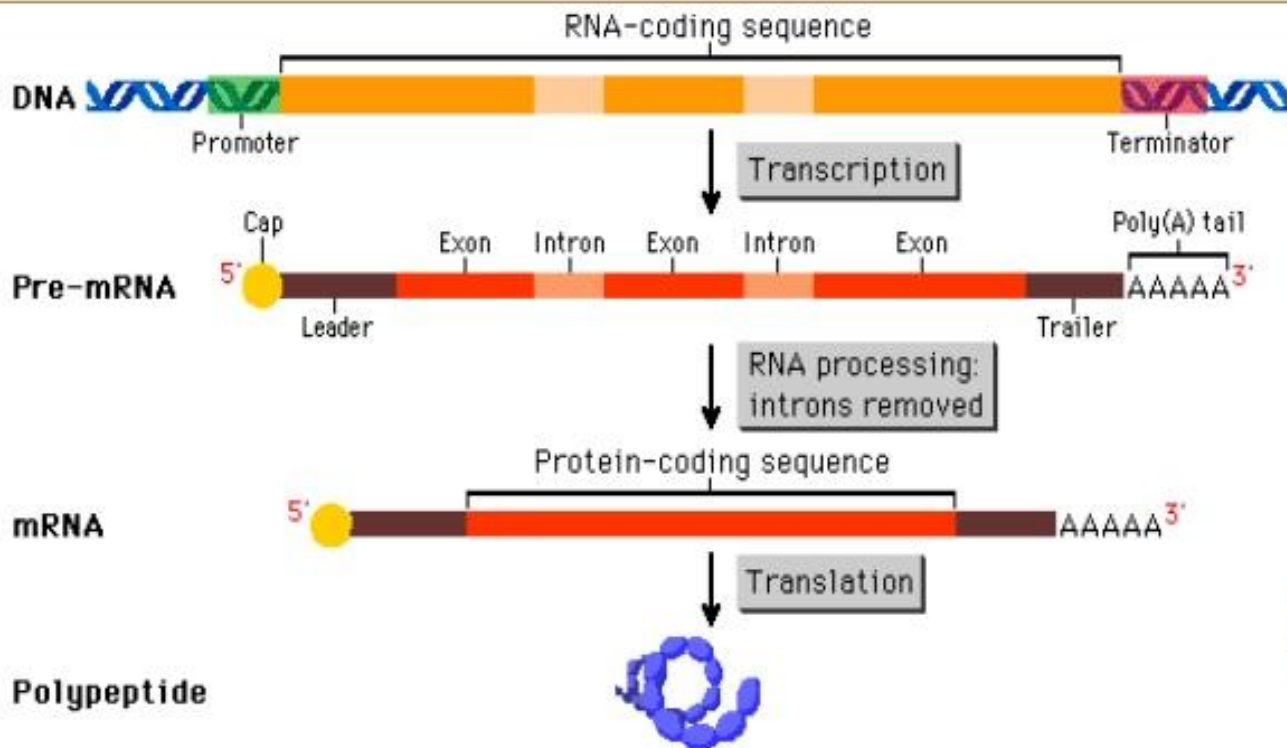 RNA-coding sequence
DNA
Promoter
Terminator
Transcription
Cap
Exon
Intron
Exon
Intron
Exon
Poly(A) tail
Pre-mRNA
5'
AAAAA
3'
Leader
Trailer
RNA processing:
introns removed
Protein-coding sequence
mRNA
5'
AAAAA
3'
Translation
Polypeptide